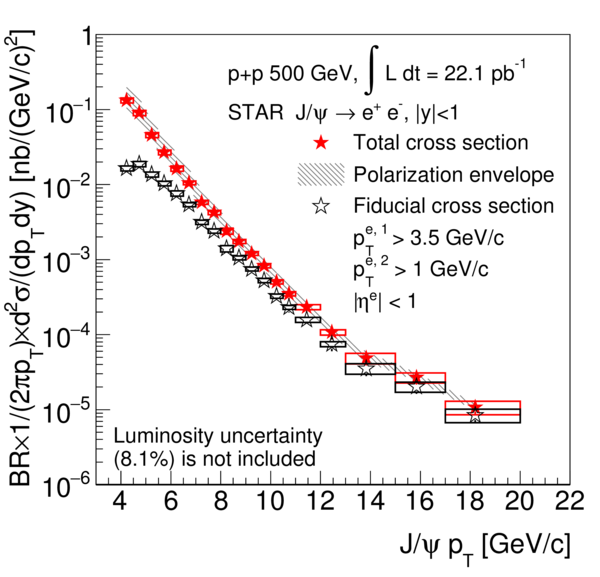 BR×1/(2πp_T)×d²σ/(dp_Tdy) [nb/(GeV/c)²]
1
10⁻¹
10⁻²
10⁻³
10⁻⁴
10⁻⁵
10⁻⁶
p+p 500 GeV, ∫ L dt = 22.1 pb⁻¹
STAR J/ψ → e⁺ e⁻, |y|<1
Total cross section
Polarization envelope
Fiducial cross section
p_T^{e, 1} > 3.5 GeV/c
p_T^{e, 2} > 1 GeV/c
|η^e| < 1
Luminosity uncertainty
(8.1%) is not included
4 6 8 10 12 14 16 18 20 22
J/ψ p_T [GeV/c]